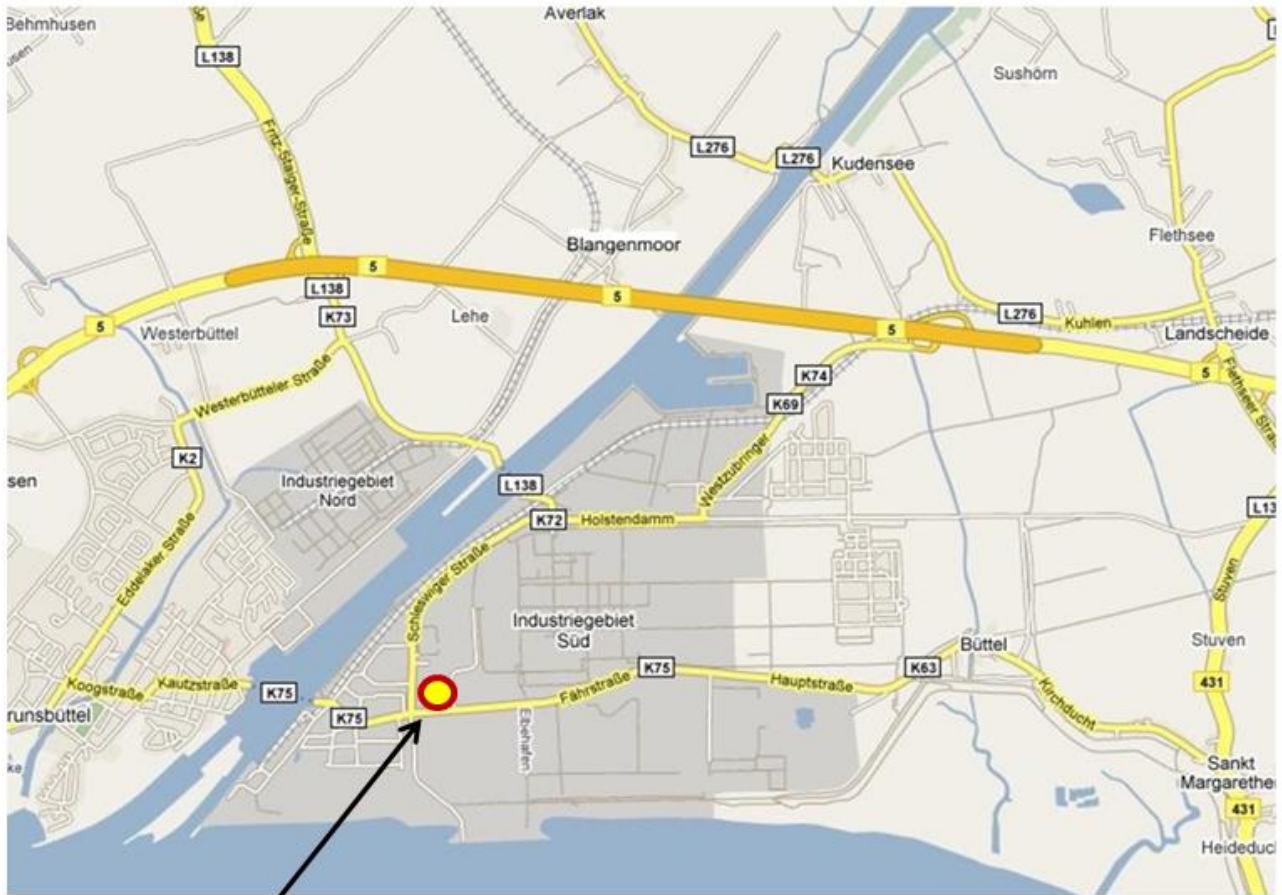 Averlak
Behmhusen
L138
Sushörn
Fritz-Staiger-Straße
L276
L276
Kudensee
Flethsee
Blangenmoor
5
L138
5
K73
5
Westerbüttel
Lehe
5
L276
Kuhlen
Landscheide
Westerbütteler Straße
K74
5
K69
K2
Westzubringer
Industriegebiet
Nord
L138
K72
Holstendamm
Eddelaker Straße
Schleswiger Straße
Industriegebiet
Süd
Stuven
Stuven
Büttel
K75
K63
Koogstraße
Kautzstraße
K75
Fährstraße
Hauptstraße
431
runsbüttel
K75
Kirchducht
Elbehafen
Sankt
Margarethe
431